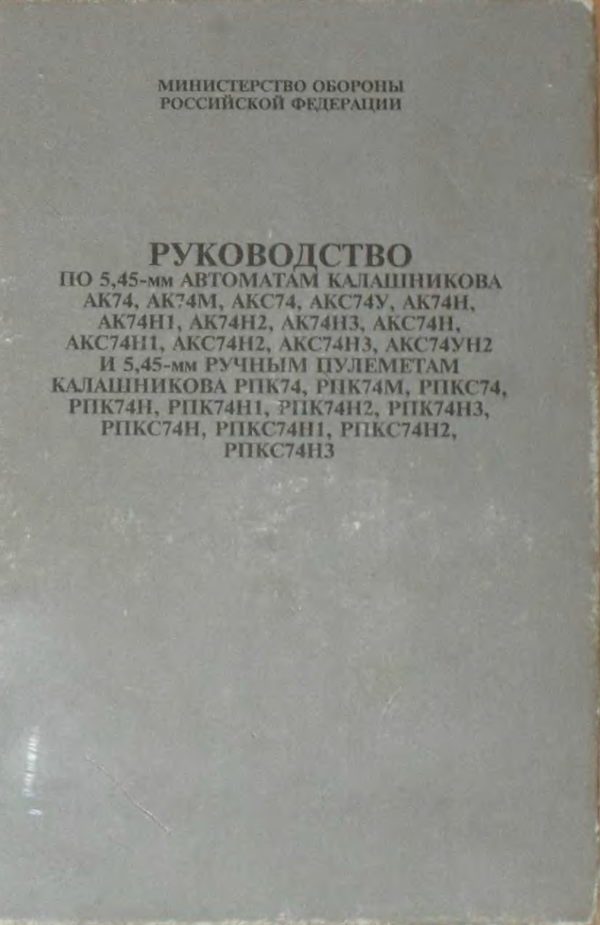 МИНИСТЕРСТВО ОБОРОНЫ
РОССИЙСКОЙ ФЕДЕРАЦИИ
РУКОВОДСТВО
ПО 5,45-мм АВТОМАТАМ КАЛАШНИКОВА
АК74, АК74М, АКС74, АКС74У, АК74Н,
АК74Н1, АК74Н2, АК74Н3, АКС74Н,
АКС74Н1, АКС74Н2, АКС74Н3, АКС74УН2
И 5,45-мм РУЧНЫМ ПУЛЕМЕТАМ
КАЛАШНИКОВА РПК74, РПК74М, РПКС74,
РПК74Н, РПК74Н1, РПК74Н2, РПК74Н3,
РПКС74Н, РПКС74Н1, РПКС74Н2,
РПКС74Н3